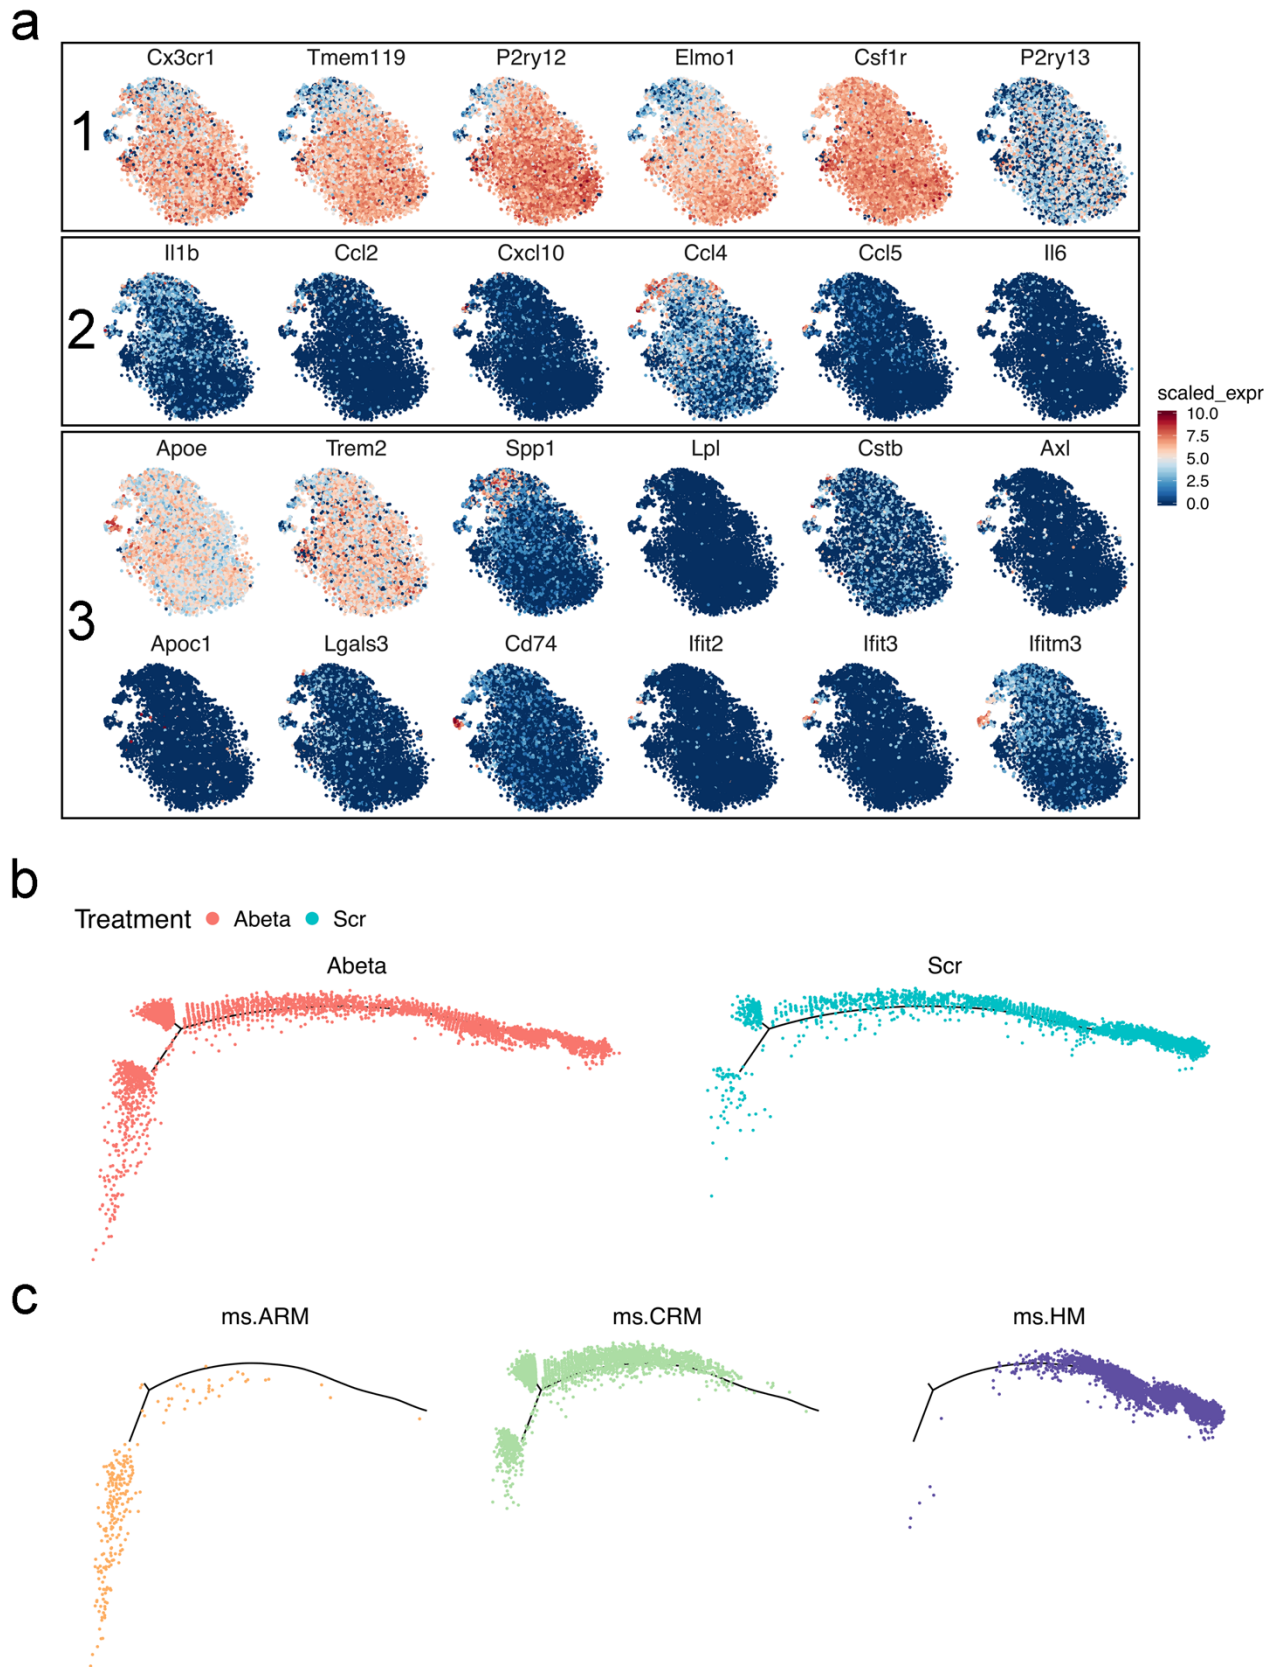 a
1
Cx3cr1 Tmem119 P2ry12 Elmo1 Csf1r P2ry13
2
Il1b Ccl2 Cxcl10 Ccl4 Ccl5 Il6
scaled_expr
10.0
7.5
5.0
2.5
0.0
3
Apoe Trem2 Spp1 Lpl Cstb Axl
Apoc1 Lgals3 Cd74 Ifit2 Ifit3 Ifitm3
b
Treatment Abeta Scr
Abeta Scr
c
ms.ARM ms.CRM ms.HM